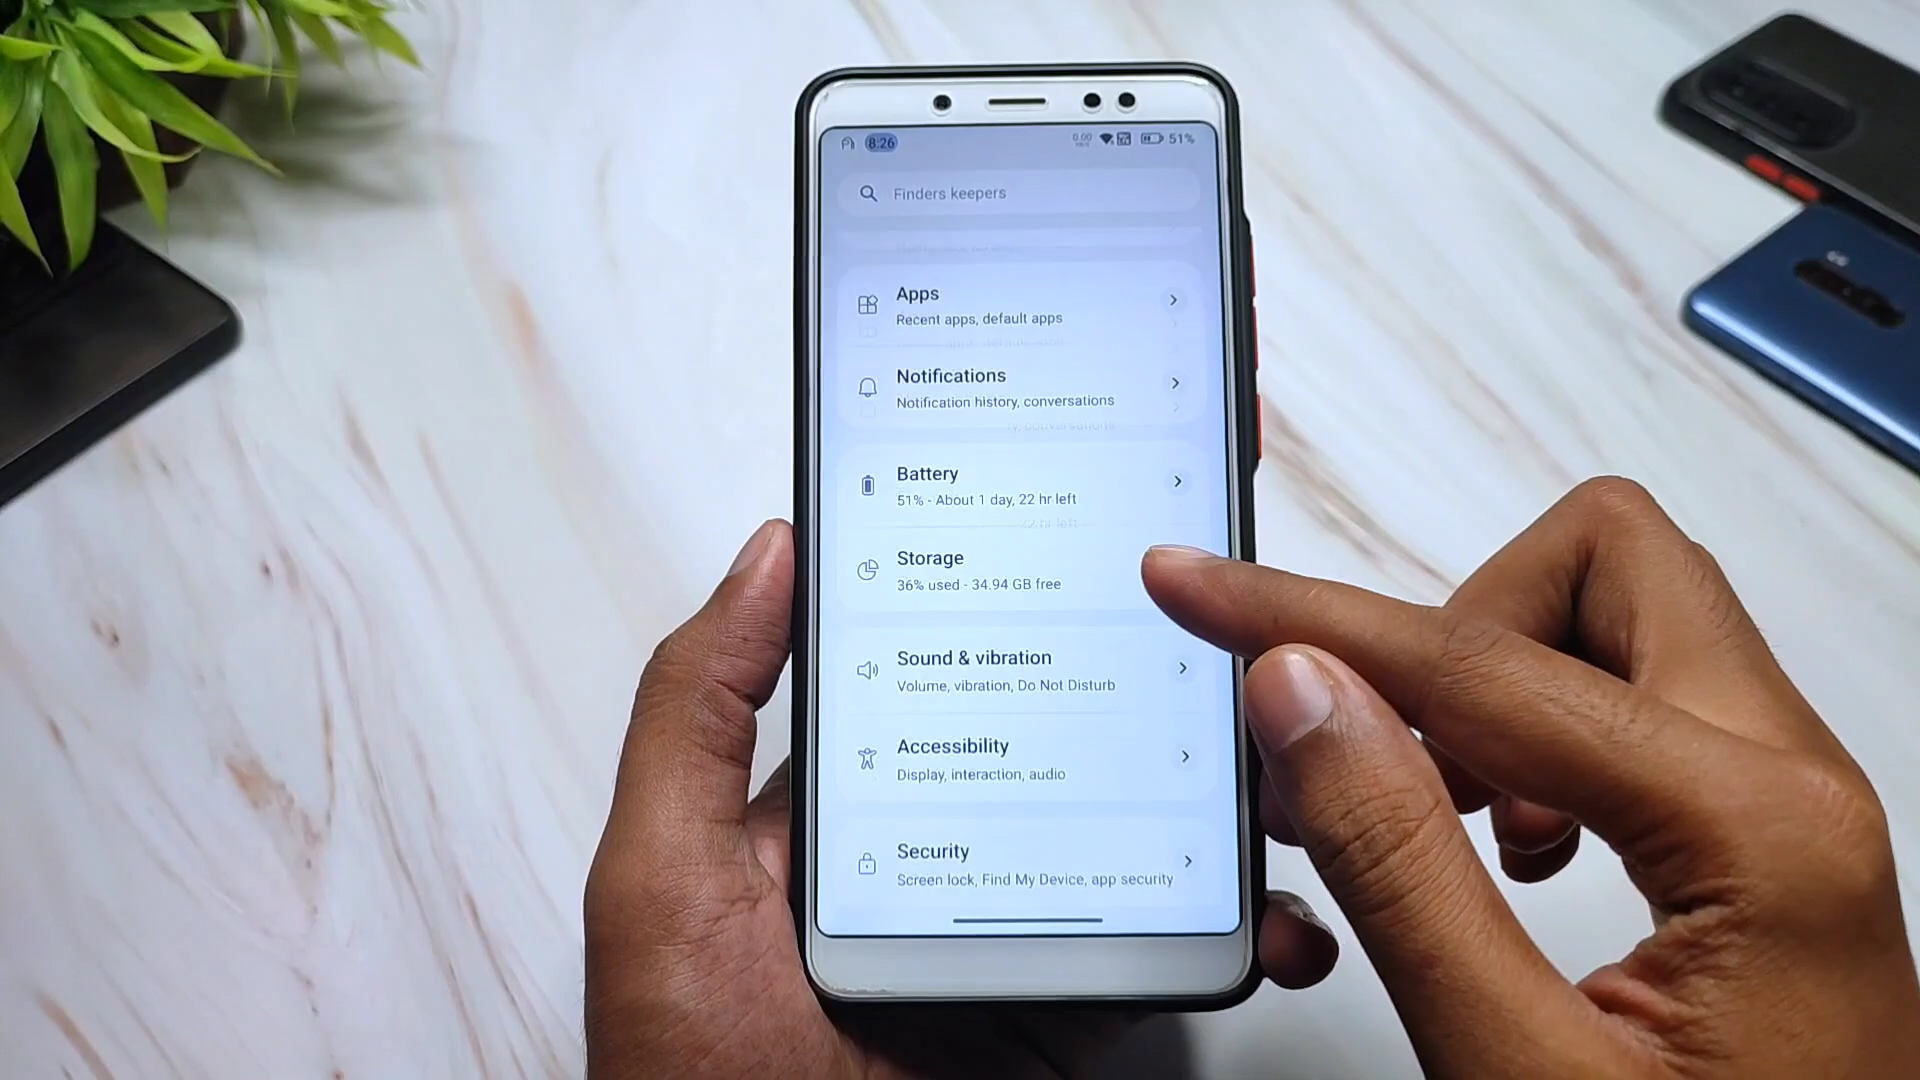 8:26
0.00
51%
Finders keepers
Apps
Recent apps, default apps
Notifications
Notification history, conversations
Battery
51% - About 1 day, 22 hr left
Storage
36% used - 34.94 GB free
Sound & vibration
Volume, vibration, Do Not Disturb
Accessibility
Display, interaction, audio
Security
Screen lock, Find My Device, app security